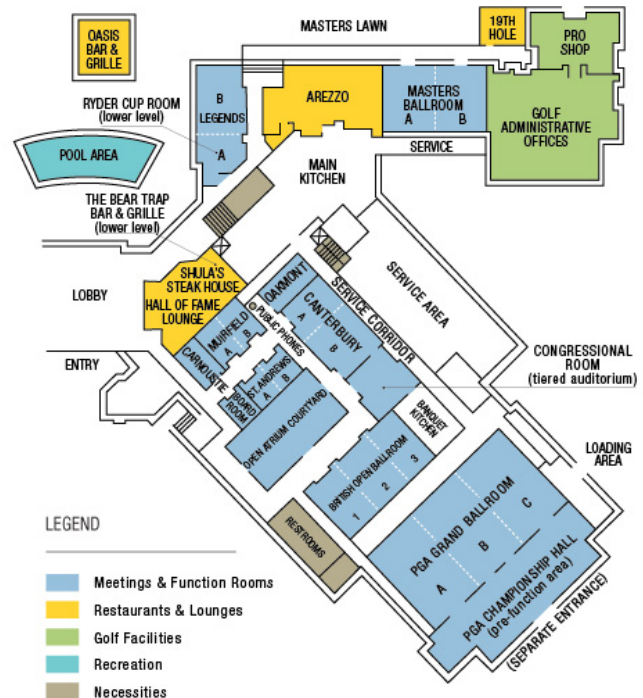 OASIS
BAR &
GRILLE
MASTERS LAWN
19TH
HOLE
PRO
SHOP
RYDER CUP ROOM
(lower level)
B
LEGENDS
A
AREZZO
MASTERS
BALLROOM
A B
GOLF
ADMINISTRATIVE
OFFICES
POOL AREA
SERVICE
MAIN
KITCHEN
THE BEAR TRAP
BAR & GRILLE
(lower level)
LOBBY
SHULA'S
STEAK HOUSE
HALL OF FAME
LOUNGE
OAKMONT
PUBLIC PHONES
MUIRFIELD
A
B
CARNOUSTIE
CANTERBURY
A
B
SERVICE CORRIDOR
SERVICE AREA
ENTRY
BOARD
ROOM
ST. ANDREWS
A
B
OPEN ATRIUM COURTYARD
CONGRESSIONAL
ROOM
(tiered auditorium)
BANQUET
KITCHEN
BRITISH OPEN BALLROOM
1
2
3
LOADING
AREA
RESTROOMS
PGA GRAND BALLROOM
A
B
C
PGA CHAMPIONSHIP HALL
(pre-function area)
(SEPARATE ENTRANCE)
LEGEND
Meetings & Function Rooms
Restaurants & Lounges
Golf Facilities
Recreation
Necessities